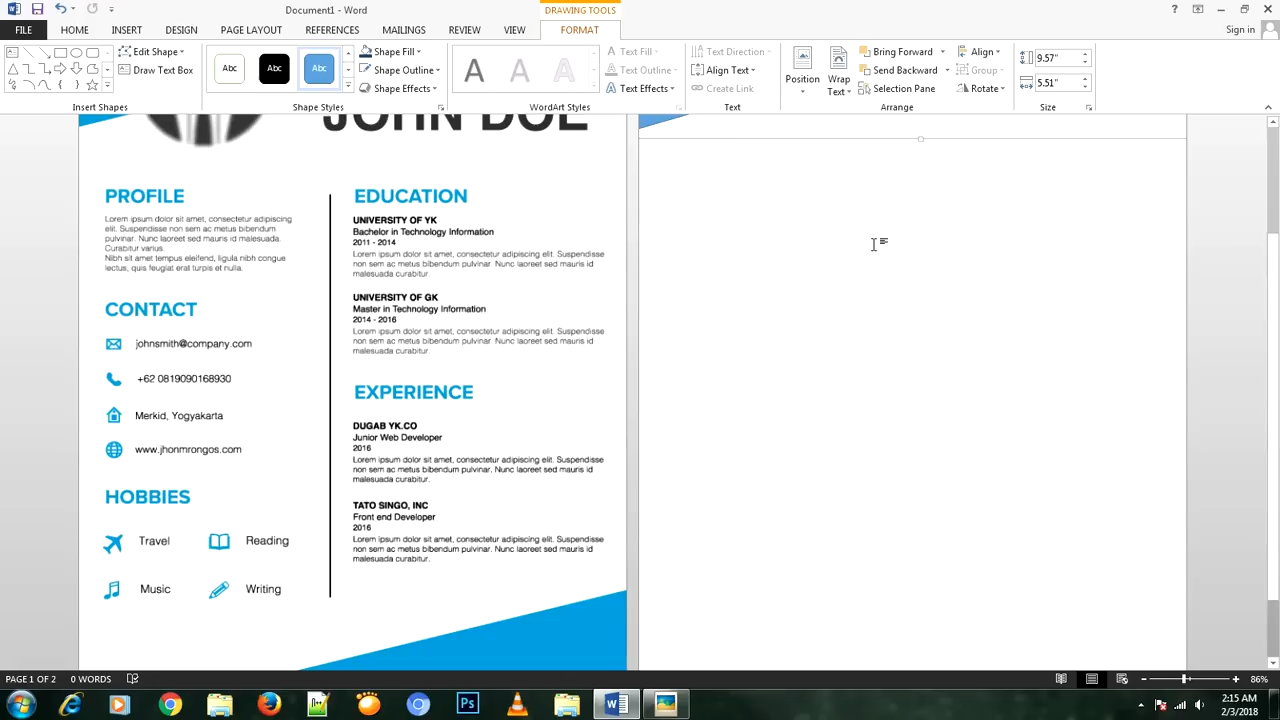 Document1 - Word
DRAWING TOOLS
FILE
HOME
INSERT
DESIGN
PAGE LAYOUT
REFERENCES
MAILINGS
REVIEW
VIEW
FORMAT
Sign in
Edit Shape
Draw Text Box
Insert Shapes
Abc
Abc
Abc
Shape Fill
Shape Outline
Shape Effects
Shape Styles
A
A
A
Text Fill
Text Outline
Text Effects
WordArt Styles
Text Direction
Align Text
Create Link
Text
Position
Wrap
Text
Bring Forward
Send Backward
Selection Pane
Align
Group
Rotate
Arrange
9.57"
5.51"
Size
JOHN DOE
PROFILE
Lorem ipsum dolor sit amet, consectetur adipiscing
elit. Suspendisse non sem ac metus bibendum
pulvinar. Nunc laoreet sed mauris id malesuada.
Curabitur varius.
Nibh sit amet tempus eleifend, ligula nibh congue
lectus, quis feugiat erat turpis et nulla.
CONTACT
johnsmith@company.com
+62 0819090168930
Merkid, Yogyakarta
www.jhonmrongos.com
HOBBIES
Travel
Reading
Music
Writing
EDUCATION
UNIVERSITY OF YK
Bachelor in Technology Information
2011 - 2014
Lorem ipsum dolor sit amet, consectetur adipiscing elit. Suspendisse
non sem ac metus bibendum pulvinar. Nunc laoreet sed mauris id
malesuada curabitur
UNIVERSITY OF GK
Master in Technology Information
2014 - 2016
Lorem ipsum dolor sit amet, consectetur adipiscing elit. Suspendisse
non sem ac metus bibendum pulvinar. Nunc laoreet sed mauris id
malesuada curabitur.
EXPERIENCE
DUGAB YK.CO
Junior Web Developer
2016
Lorem ipsum dolor sit amet, consectetur adipiscing elit. Suspendisse
non sem ac metus bibendum pulvinar. Nunc laoreet sed mauris id
malesuada curabitur.
TATO SINGO, INC
Front end Developer
2016
Lorem ipsum dolor sit amet, consectetur adipiscing elit. Suspendisse
non sem ac metus bibendum pulvinar. Nunc laoreet sed mauris id
malesuada curabitur.
PAGE 1 OF 2
0 WORDS
86%
Ps
2:15 AM
2/3/2018